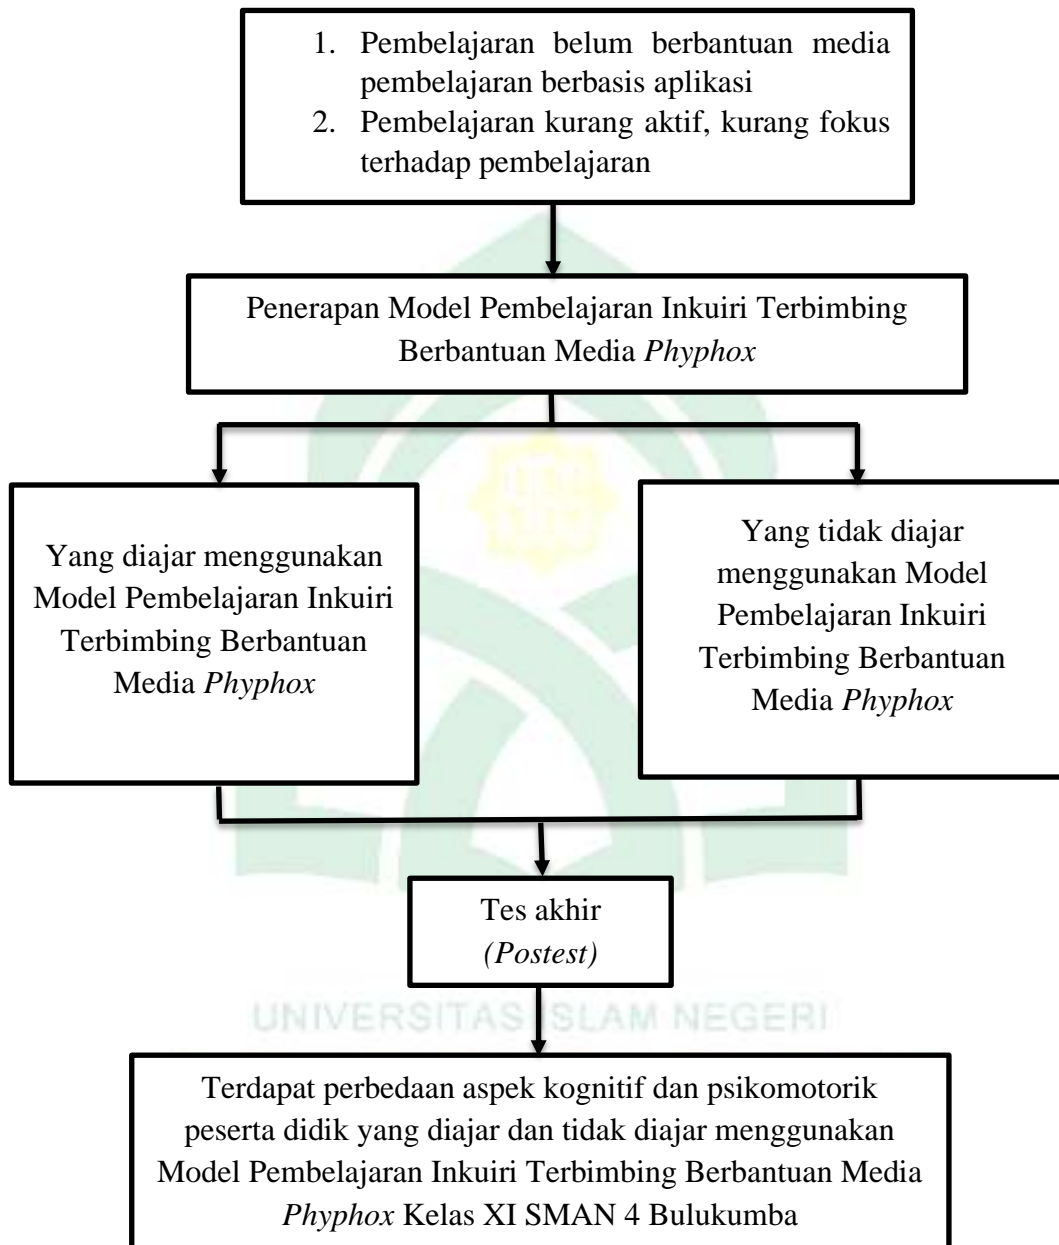 1. Pembelajaran belum berbantuan media
pembelajaran berbasis aplikasi
2. Pembelajaran kurang aktif, kurang fokus
terhadap pembelajaran
Penerapan Model Pembelajaran Inkuiri Terbimbing
Berbantuan Media Phyphox
Yang diajar menggunakan
Model Pembelajaran Inkuiri
Terbimbing Berbantuan
Media Phyphox
Yang tidak diajar
menggunakan Model
Pembelajaran Inkuiri
Terbimbing Berbantuan
Media Phyphox
Tes akhir
(Postest)
UNIVERSITAS ISLAM NEGERI
Terdapat perbedaan aspek kognitif dan psikomotorik
peserta didik yang diajar dan tidak diajar menggunakan
Model Pembelajaran Inkuiri Terbimbing Berbantuan Media
Phyphox Kelas XI SMAN 4 Bulukumba